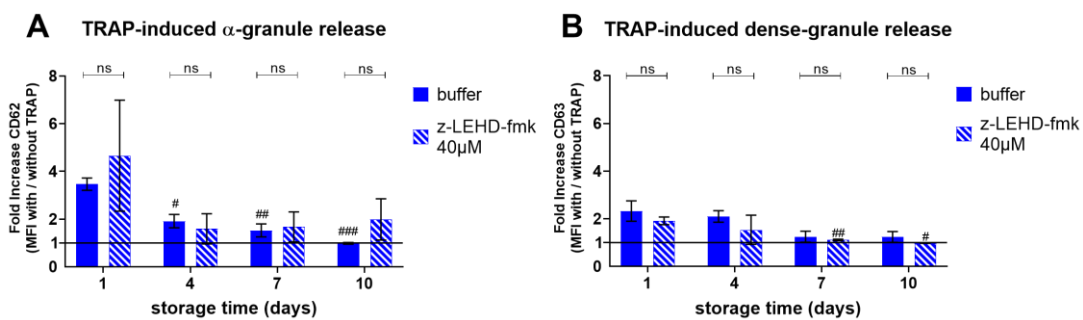 A TRAP-induced α-granule release
ns ns ns ns
Fold Increase CD62
(MFI with / without TRAP)
8
6
4
2
1
0
# ## ###
1 4 7 10
storage time (days)
buffer
z-LEHD-fmk
40μM
B TRAP-induced dense-granule release
ns ns ns ns
Fold Increase CD63
(MFI with / without TRAP)
8
6
4
2
1
0
## #
1 4 7 10
storage time (days)
buffer
z-LEHD-fmk
40μM